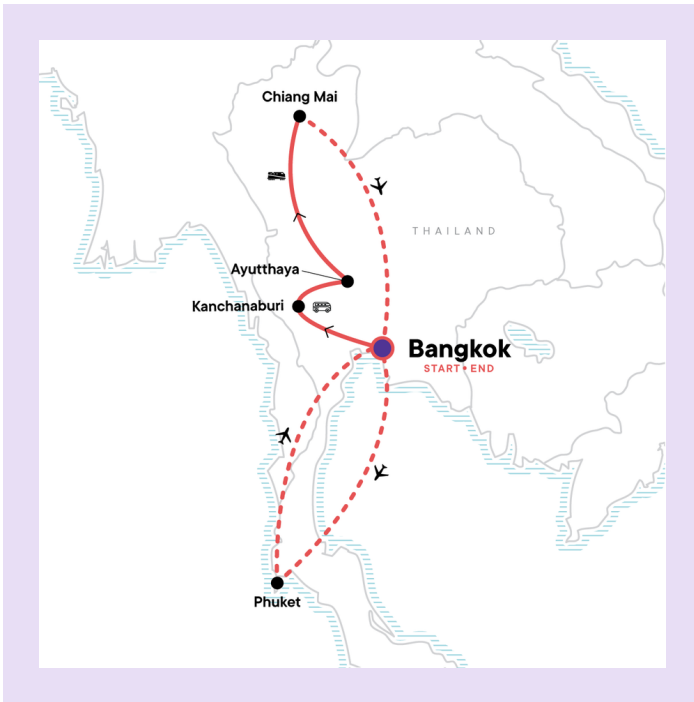 Chiang Mai
THAILAND
Ayutthaya
Kanchanaburi
Bangkok
START • END
Phuket